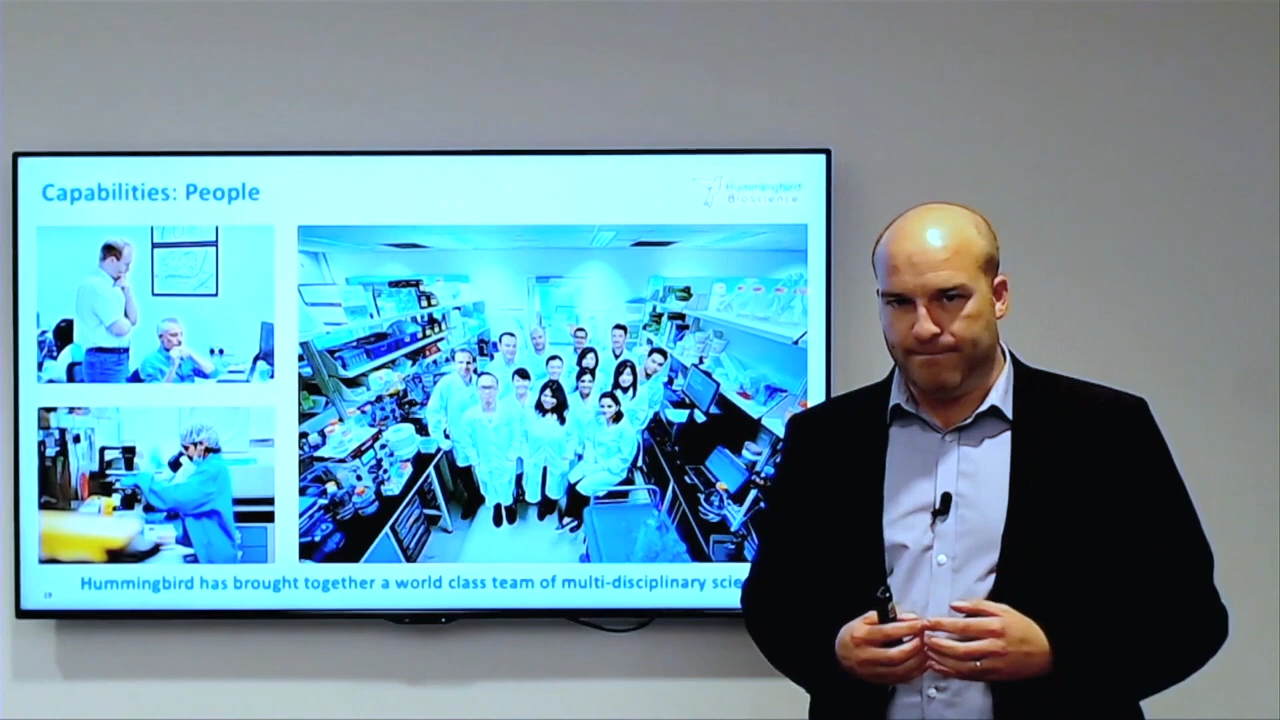 Capabilities: People
Hummingbird
Bioscience
Hummingbird has brought together a world class team of multi-disciplinary scie
19